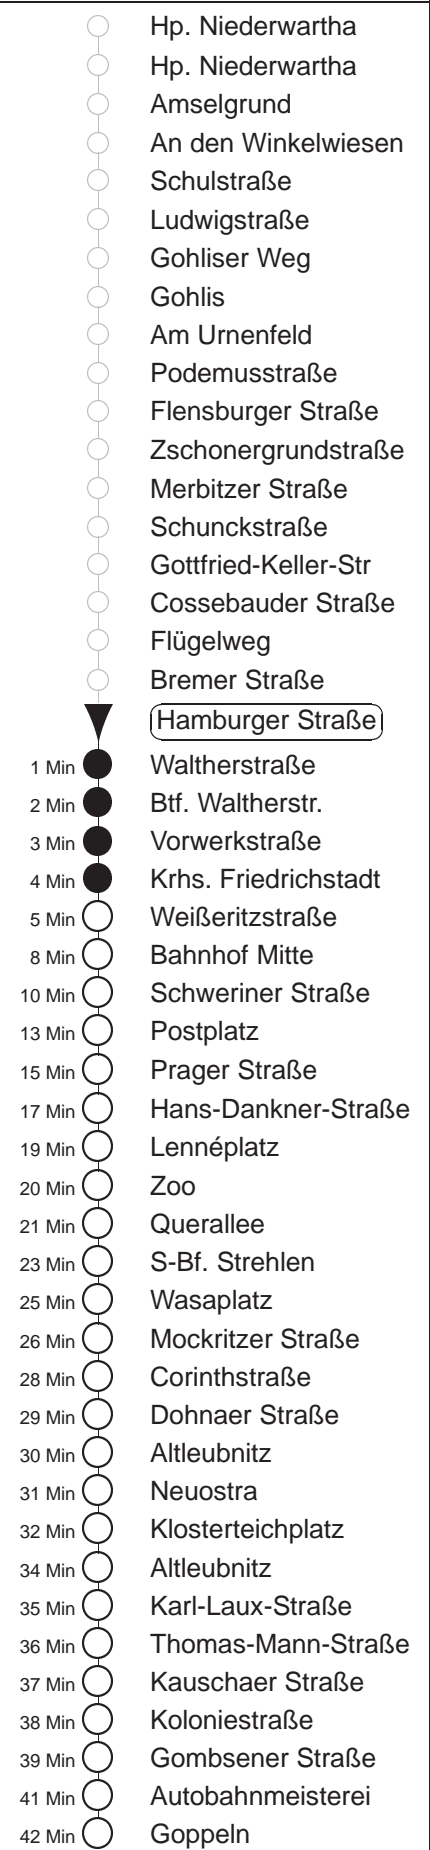 Hp. Niederwartha
Hp. Niederwartha
Amselgrund
An den Winkelwiesen
Schulstraße
Ludwigstraße
Gohliser Weg
Gohlis
Am Urnenfeld
Podemusstraße
Flensburger Straße
Zschonergrundstraße
Merbitzer Straße
Schunckstraße
Gottfried-Keller-Str
Cossebauder Straße
Flügelweg
Bremer Straße
Hamburger Straße
1 Min Waltherstraße
2 Min Btf. Waltherstr.
3 Min Vorwerkstraße
4 Min Krhs. Friedrichstadt
5 Min Weißeritzstraße
8 Min Bahnhof Mitte
10 Min Schweriner Straße
13 Min Postplatz
15 Min Prager Straße
17 Min Hans-Dankner-Straße
19 Min Lennéplatz
20 Min Zoo
21 Min Querallee
23 Min S-Bf. Strehlen
25 Min Wasaplatz
26 Min Mockritzer Straße
28 Min Corinthstraße
29 Min Dohnaer Straße
30 Min Altleubnitz
31 Min Neuostra
32 Min Klosterteichplatz
34 Min Altleubnitz
35 Min Karl-Laux-Straße
36 Min Thomas-Mann-Straße
37 Min Kauschaer Straße
38 Min Koloniestraße
39 Min Gombsener Straße
41 Min Autobahnmeisterei
42 Min Goppeln